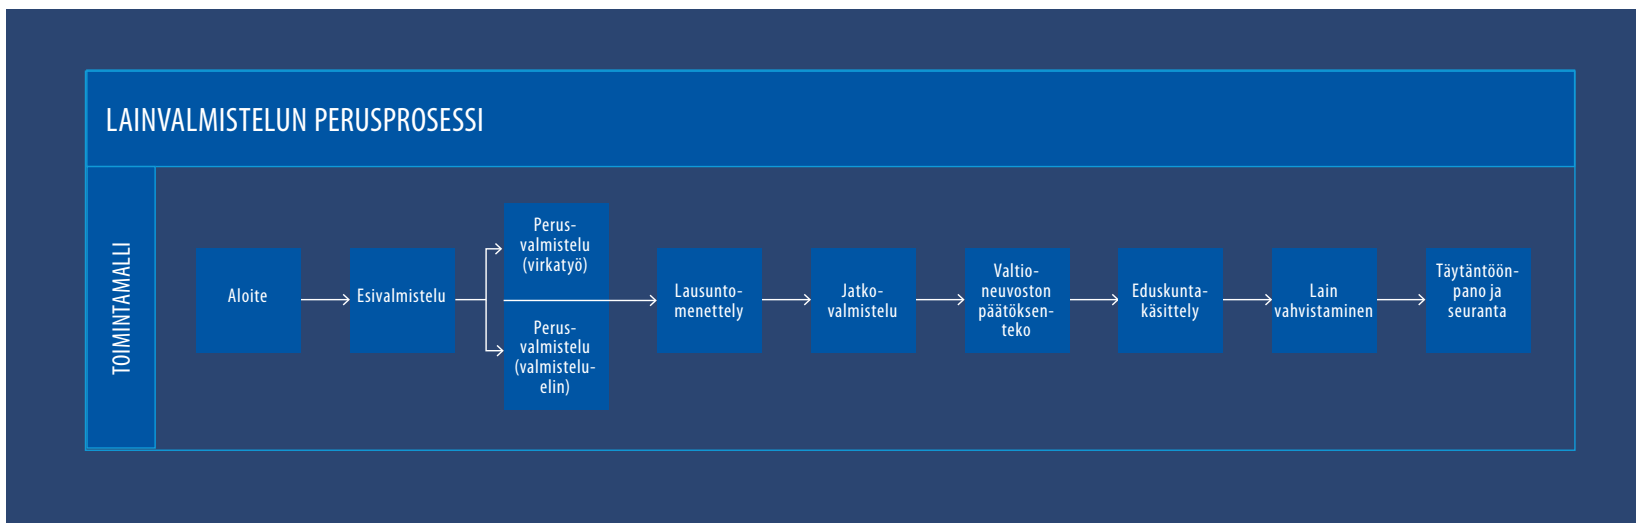 LAINVALMISTELUN PERUSPROSESSI
TOIMINTAMALLI
Aloite
Esivalmistelu
Perus-
valmistelu
(virkatyö)
Perus-
valmistelu
(valmistelu-
elin)
Lausunto-
menettely
Jatko-
valmistelu
Valtio-
neuvoston
päätöksen-
teko
Eduskunta-
käsittely
Lain
vahvistaminen
Täytäntöön-
pano ja
seuranta